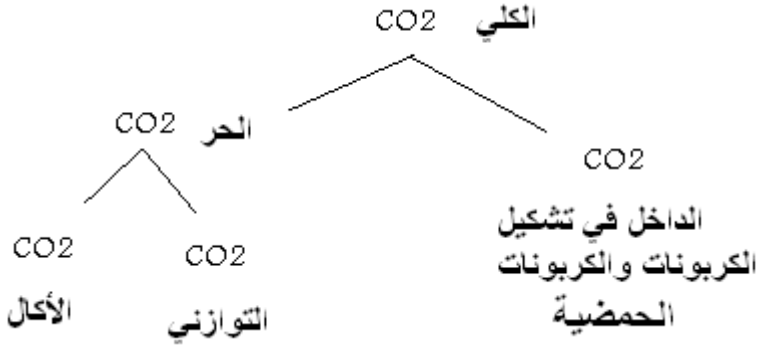 CO2 الكلي
CO2 الحر
CO2
الداخل في تشكيل
الكربونات والكربونات
الحمضية
CO2
التوازني
CO2
الأكال